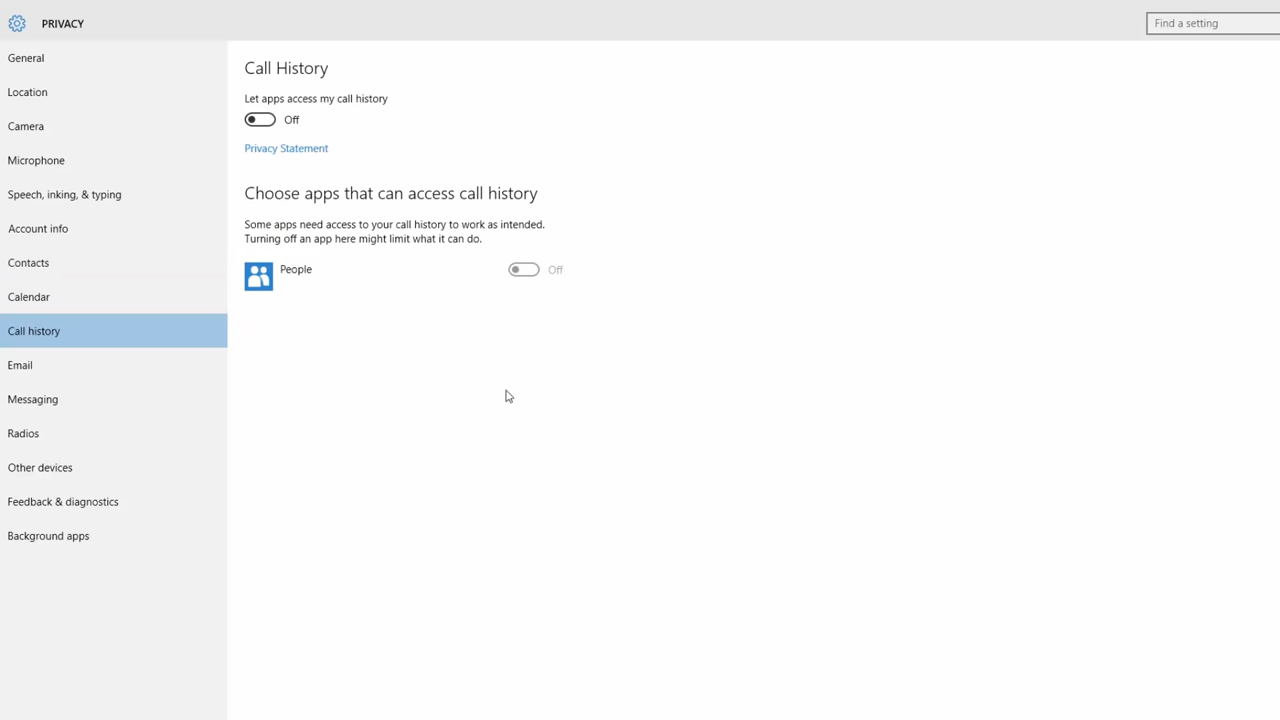 PRIVACY
Find a setting
General
Location
Camera
Microphone
Speech, inking, & typing
Account info
Contacts
Calendar
Call history
Email
Messaging
Radios
Other devices
Feedback & diagnostics
Background apps
Call History
Let apps access my call history
Off
Privacy Statement
Choose apps that can access call history
Some apps need access to your call history to work as intended.
Turning off an app here might limit what it can do.
People Off